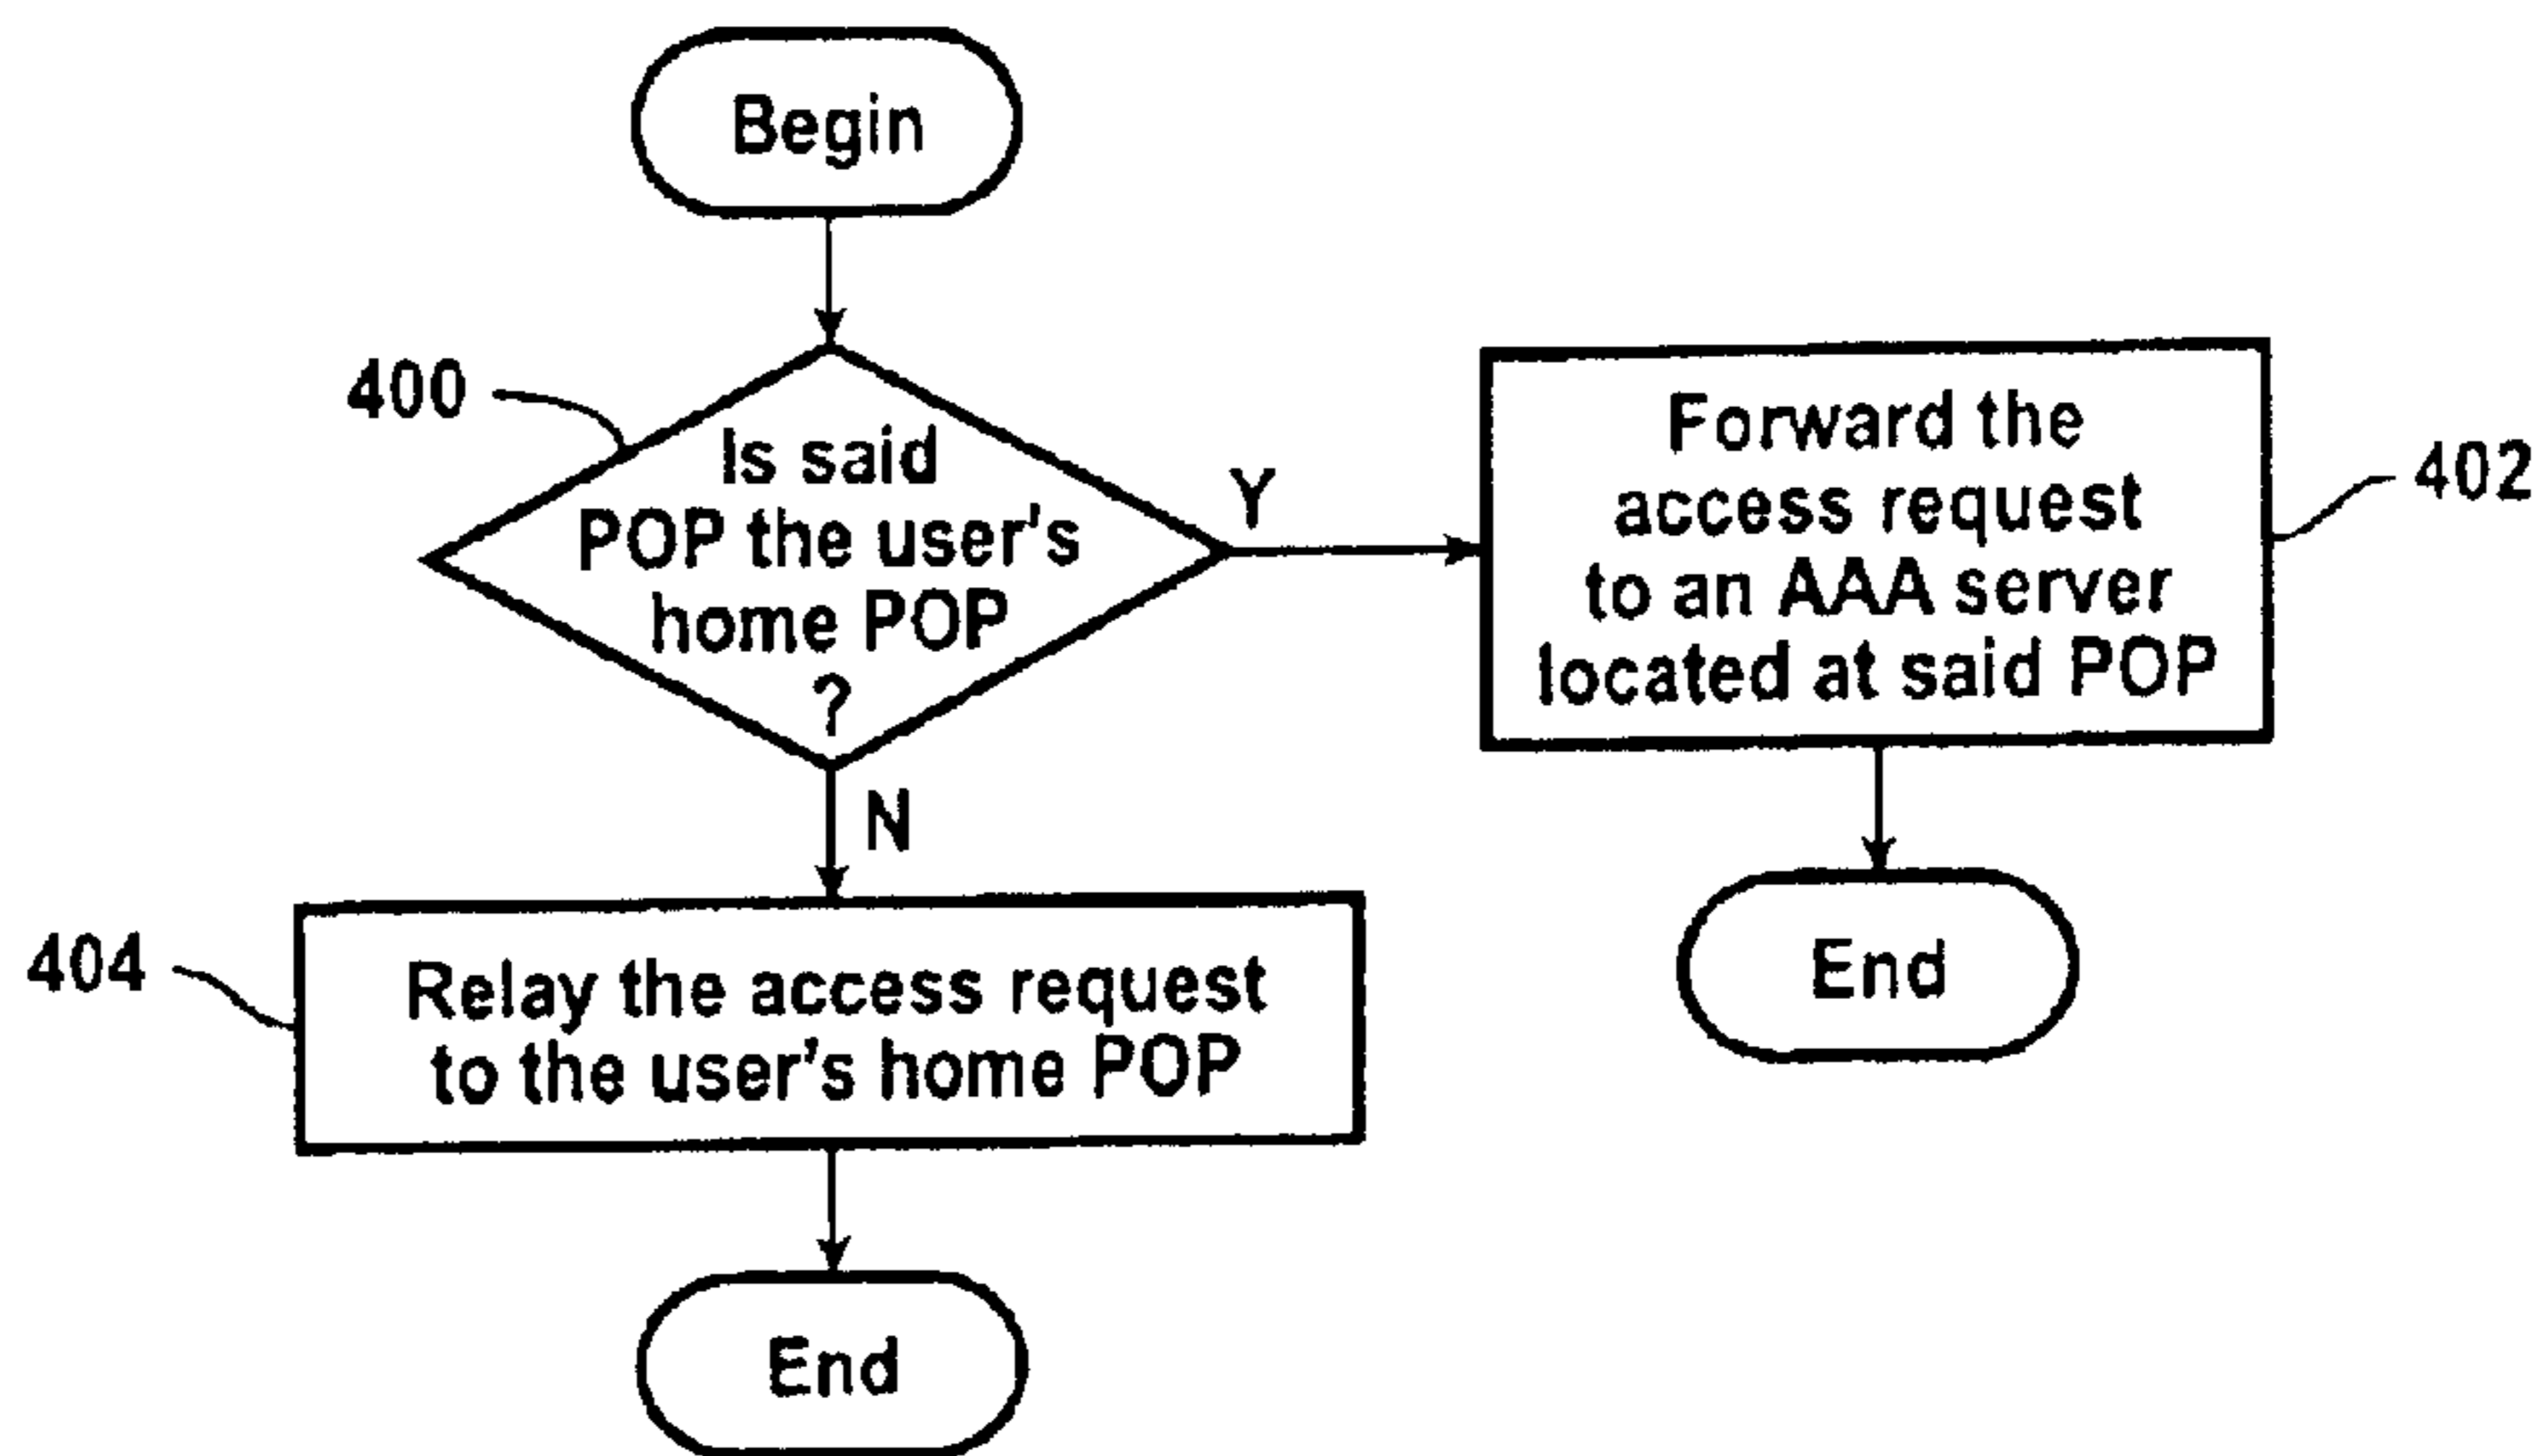 Begin
400
Is said
POP the user's
home POP
?
Y
Forward the
access request
to an AAA server
located at said POP
402
End
N
404
Relay the access request
to the user's home POP
End